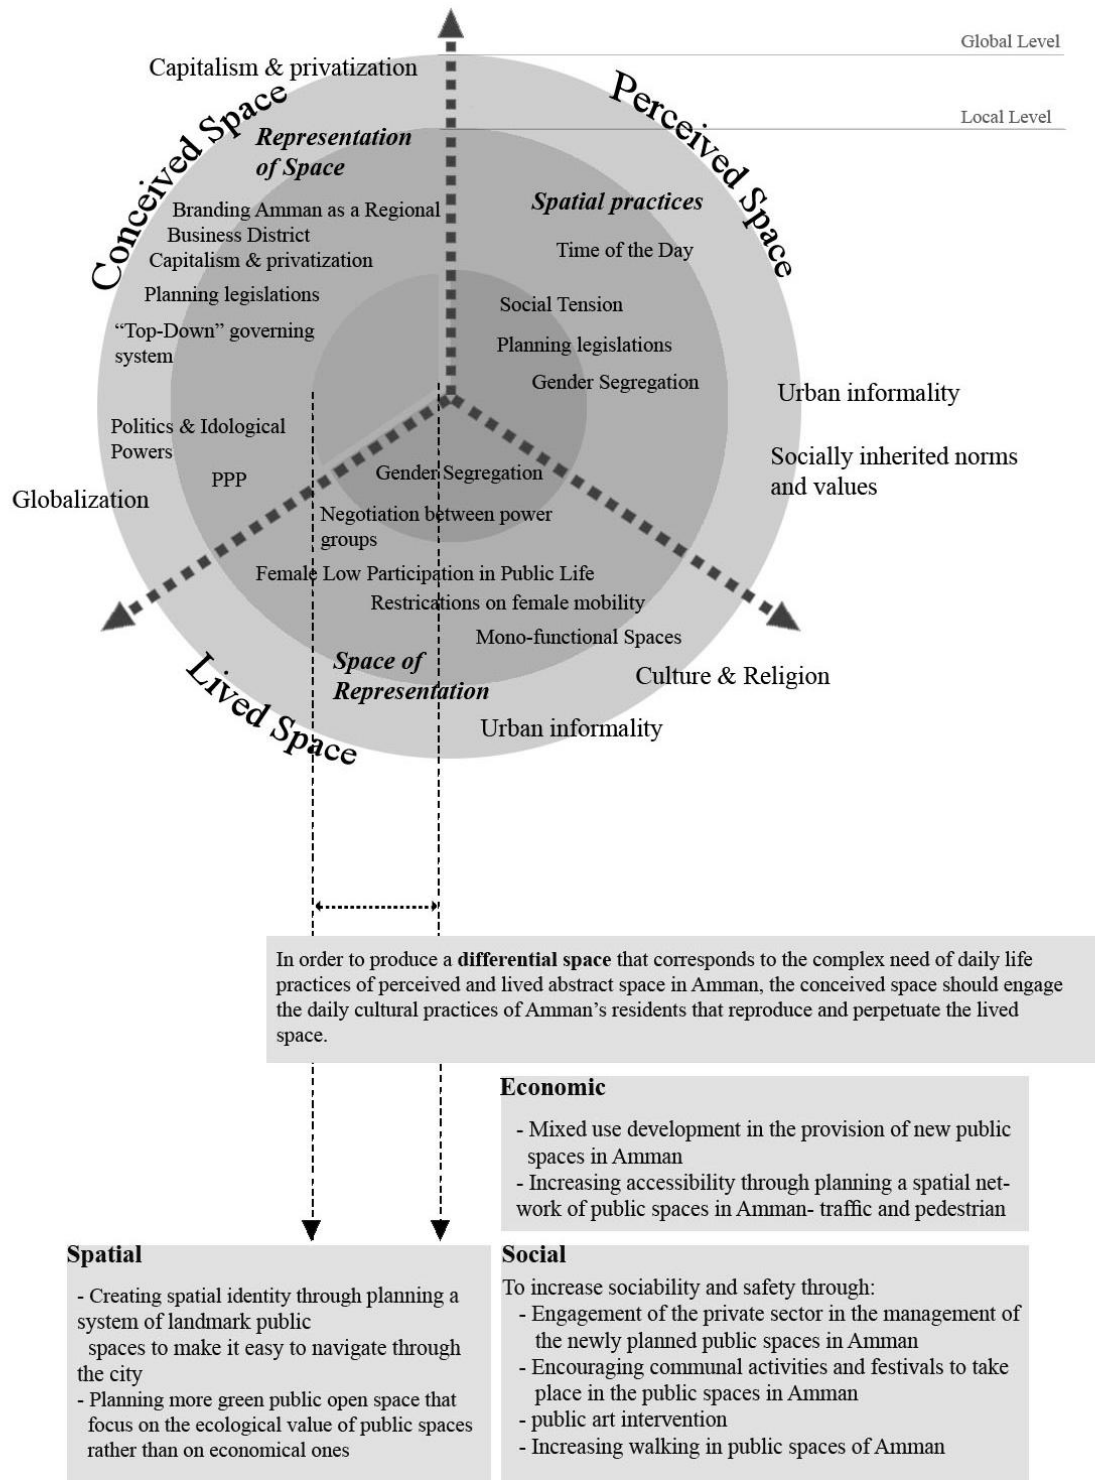 Global Level
Capitalism & privatization
Local Level
Conceived Space
Perceived Space
Representation
of Space
Spatial practices
Branding Amman as a Regional
Business District
Time of the Day
Capitalism & privatization
Planning legislations
Social Tension
“Top-Down” governing
system
Planning legislations
Gender Segregation
Urban informality
Politics & Idological
Powers
Socially inherited norms
and values
PPP
Globalization
Gender Segregation
Negotiation between power
groups
Female Low Participation in Public Life
Restrications on female mobility
Mono-functional Spaces
Space of
Representation
Culture & Religion
Lived Space
Urban informality
In order to produce a differential space that corresponds to the complex need of daily life
practices of perceived and lived abstract space in Amman, the conceived space should engage
the daily cultural practices of Amman’s residents that reproduce and perpetuate the lived
space.
Economic
- Mixed use development in the provision of new public
spaces in Amman
- Increasing accessibility through planning a spatial net-
work of public spaces in Amman- traffic and pedestrian
Spatial
- Creating spatial identity through planning a
system of landmark public
spaces to make it easy to navigate through
the city
- Planning more green public open space that
focus on the ecological value of public spaces
rather than on economical ones
Social
To increase sociability and safety through:
- Engagement of the private sector in the management of
the newly planned public spaces in Amman
- Encouraging communal activities and festivals to take
place in the public spaces in Amman
- public art intervention
- Increasing walking in public spaces of Amman